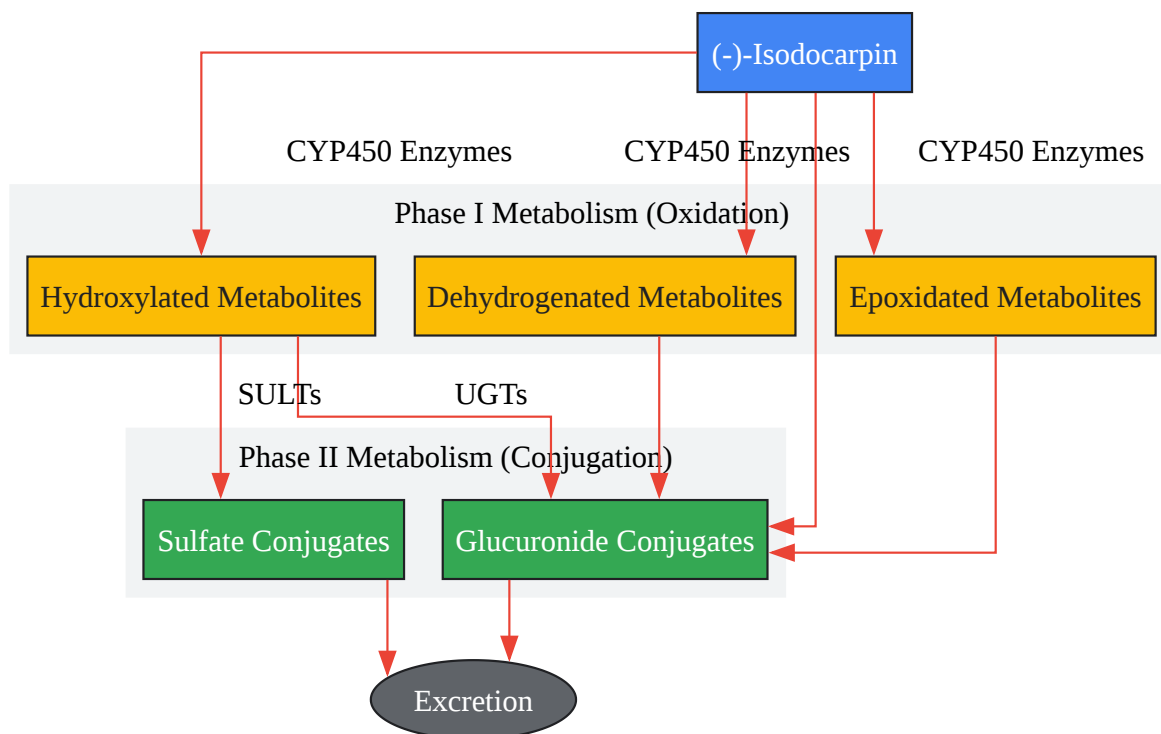 (-)-Isodocarpin
CYP450 Enzymes
CYP450 Enzymes
CYP450 Enzymes
Phase I Metabolism (Oxidation)
Hydroxylated Metabolites
Dehydrogenated Metabolites
Epoxidated Metabolites
SULTs
UGTs
Phase II Metabolism (Conjugation)
Sulfate Conjugates
Glucuronide Conjugates
Excretion